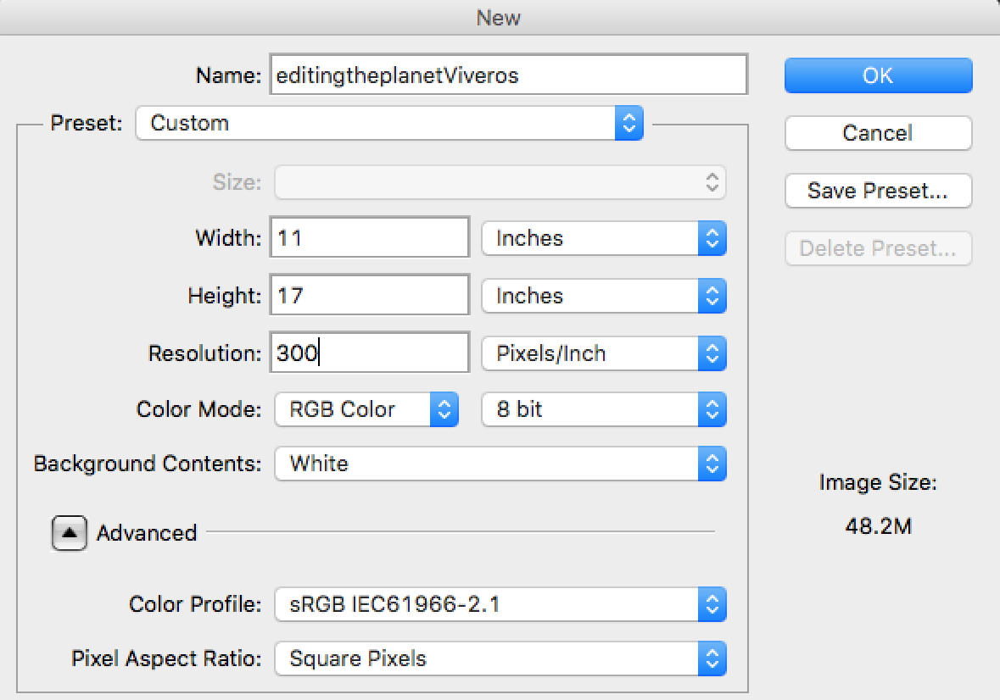 New
Name: editingtheplanetViveros
OK
Preset: Custom
Cancel
Size:
Save Preset...
Width: 11 Inches
Delete Preset...
Height: 17 Inches
Resolution: 300 Pixels/Inch
Color Mode: RGB Color 8 bit
Background Contents: White
Image Size:
48.2M
Advanced
Color Profile: sRGB IEC61966-2.1
Pixel Aspect Ratio: Square Pixels